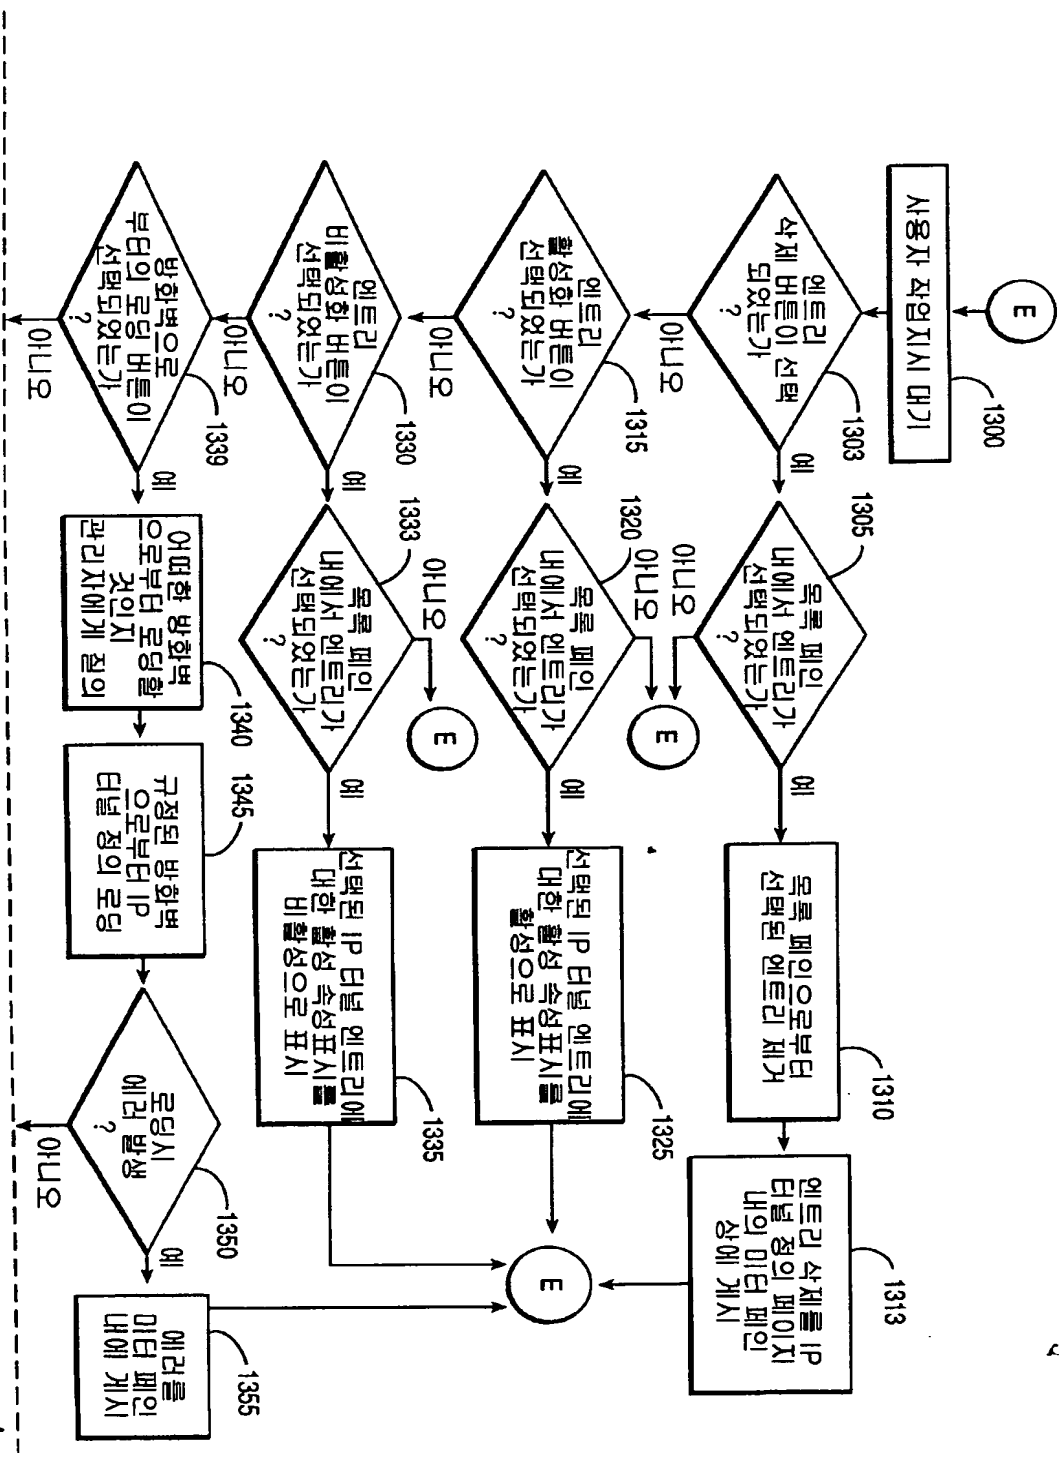 E
1300
사용자 작업지시 대기
1303
엔트리
삭제 버튼이 선택
되었는가
?
예
아니오
1305
목록 페인
내에서 엔트리가
선택되었는가
?
예
아니오
1310
목록 페인으로부터
선택된 엔트리 제거
1313
엔트리 삭제를 IP
터널 정의 페이지
내의 미터 페인
상에 게시
1315
엔트리
활성화 버튼이
선택되었는가
?
예
아니오
1320
목록 페인
내에서 엔트리가
선택되었는가
?
예
아니오
E
1325
선택된 IP 터널 엔트리에
대한 활성 속성표시를
활성으로 표시
E
1330
엔트리
비활성화 버튼이
선택되었는가
?
예
아니오
1333
목록 페인
내에서 엔트리가
선택되었는가
?
예
아니오
E
1335
선택된 IP 터널 엔트리에
대한 활성 속성표시를
비활성으로 표시
1339
방화벽으로
부터의 로딩 버튼이
선택되었는가
?
예
아니오
1340
어떠한 방화벽
으로부터 로딩할
것인지
관리자에게 질의
1345
규정된 방화벽
으로부터 IP
터널 정의 로딩
1350
로딩시
에러 발생
?
예
아니오
1355
에러를
미터 페인
내에 게시